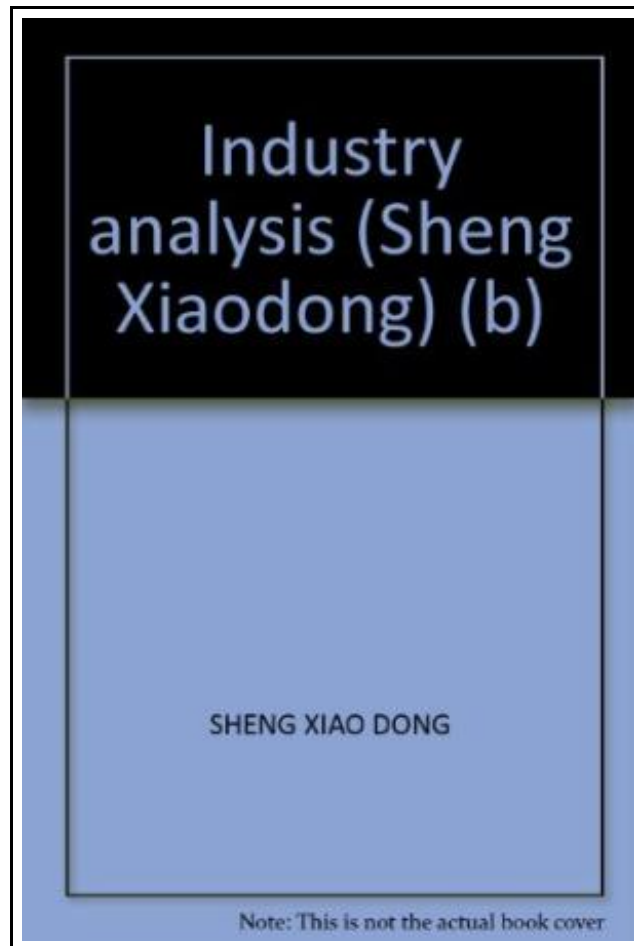 Industry
analysis (Sheng
Xiaodong) (b)
SHENG XIAO DONG
Note: This is not the actual book cover